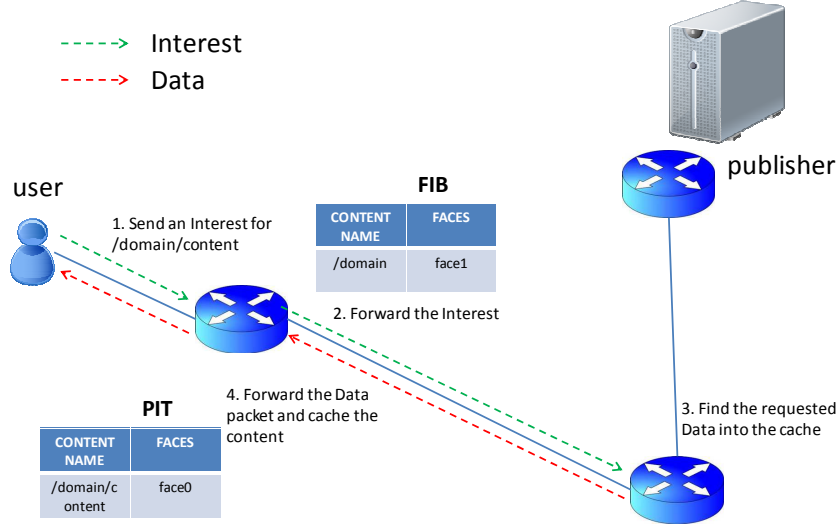 Interest
Data
publisher
user
FIB
1. Send an Interest for
/domain/content
CONTENT
NAME
FACES
/domain
face1
2. Forward the Interest
4. Forward the Data
packet and cache the
content
PIT
CONTENT
NAME
FACES
/domain/c
ontent
face0
3. Find the requested
Data into the cache